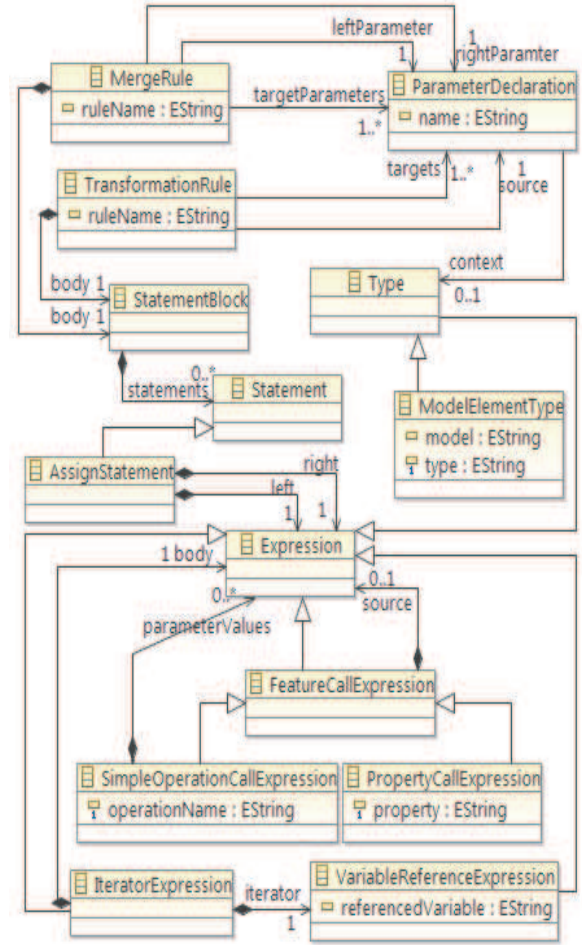 leftParameter
1
1
rightParamter
MergeRule
ruleName : EString
targetParameters
1..*
ParameterDeclaration
name : EString
targets
1..*
1
source
TransformationRule
ruleName : EString
context
0..1
body 1
body 1
StatementBlock
Type
0..*
statements
Statement
ModelElementType
model : EString
type : EString
AssignStatement
right
left
1
1
Expression
1 body
0..*
0..1
source
parameterValues
FeatureCallExpression
SimpleOperationCallExpression
operationName : EString
PropertyCallExpression
property : EString
IteratorExpression
iterator
1
VariableReferenceExpression
referencedVariable : EString